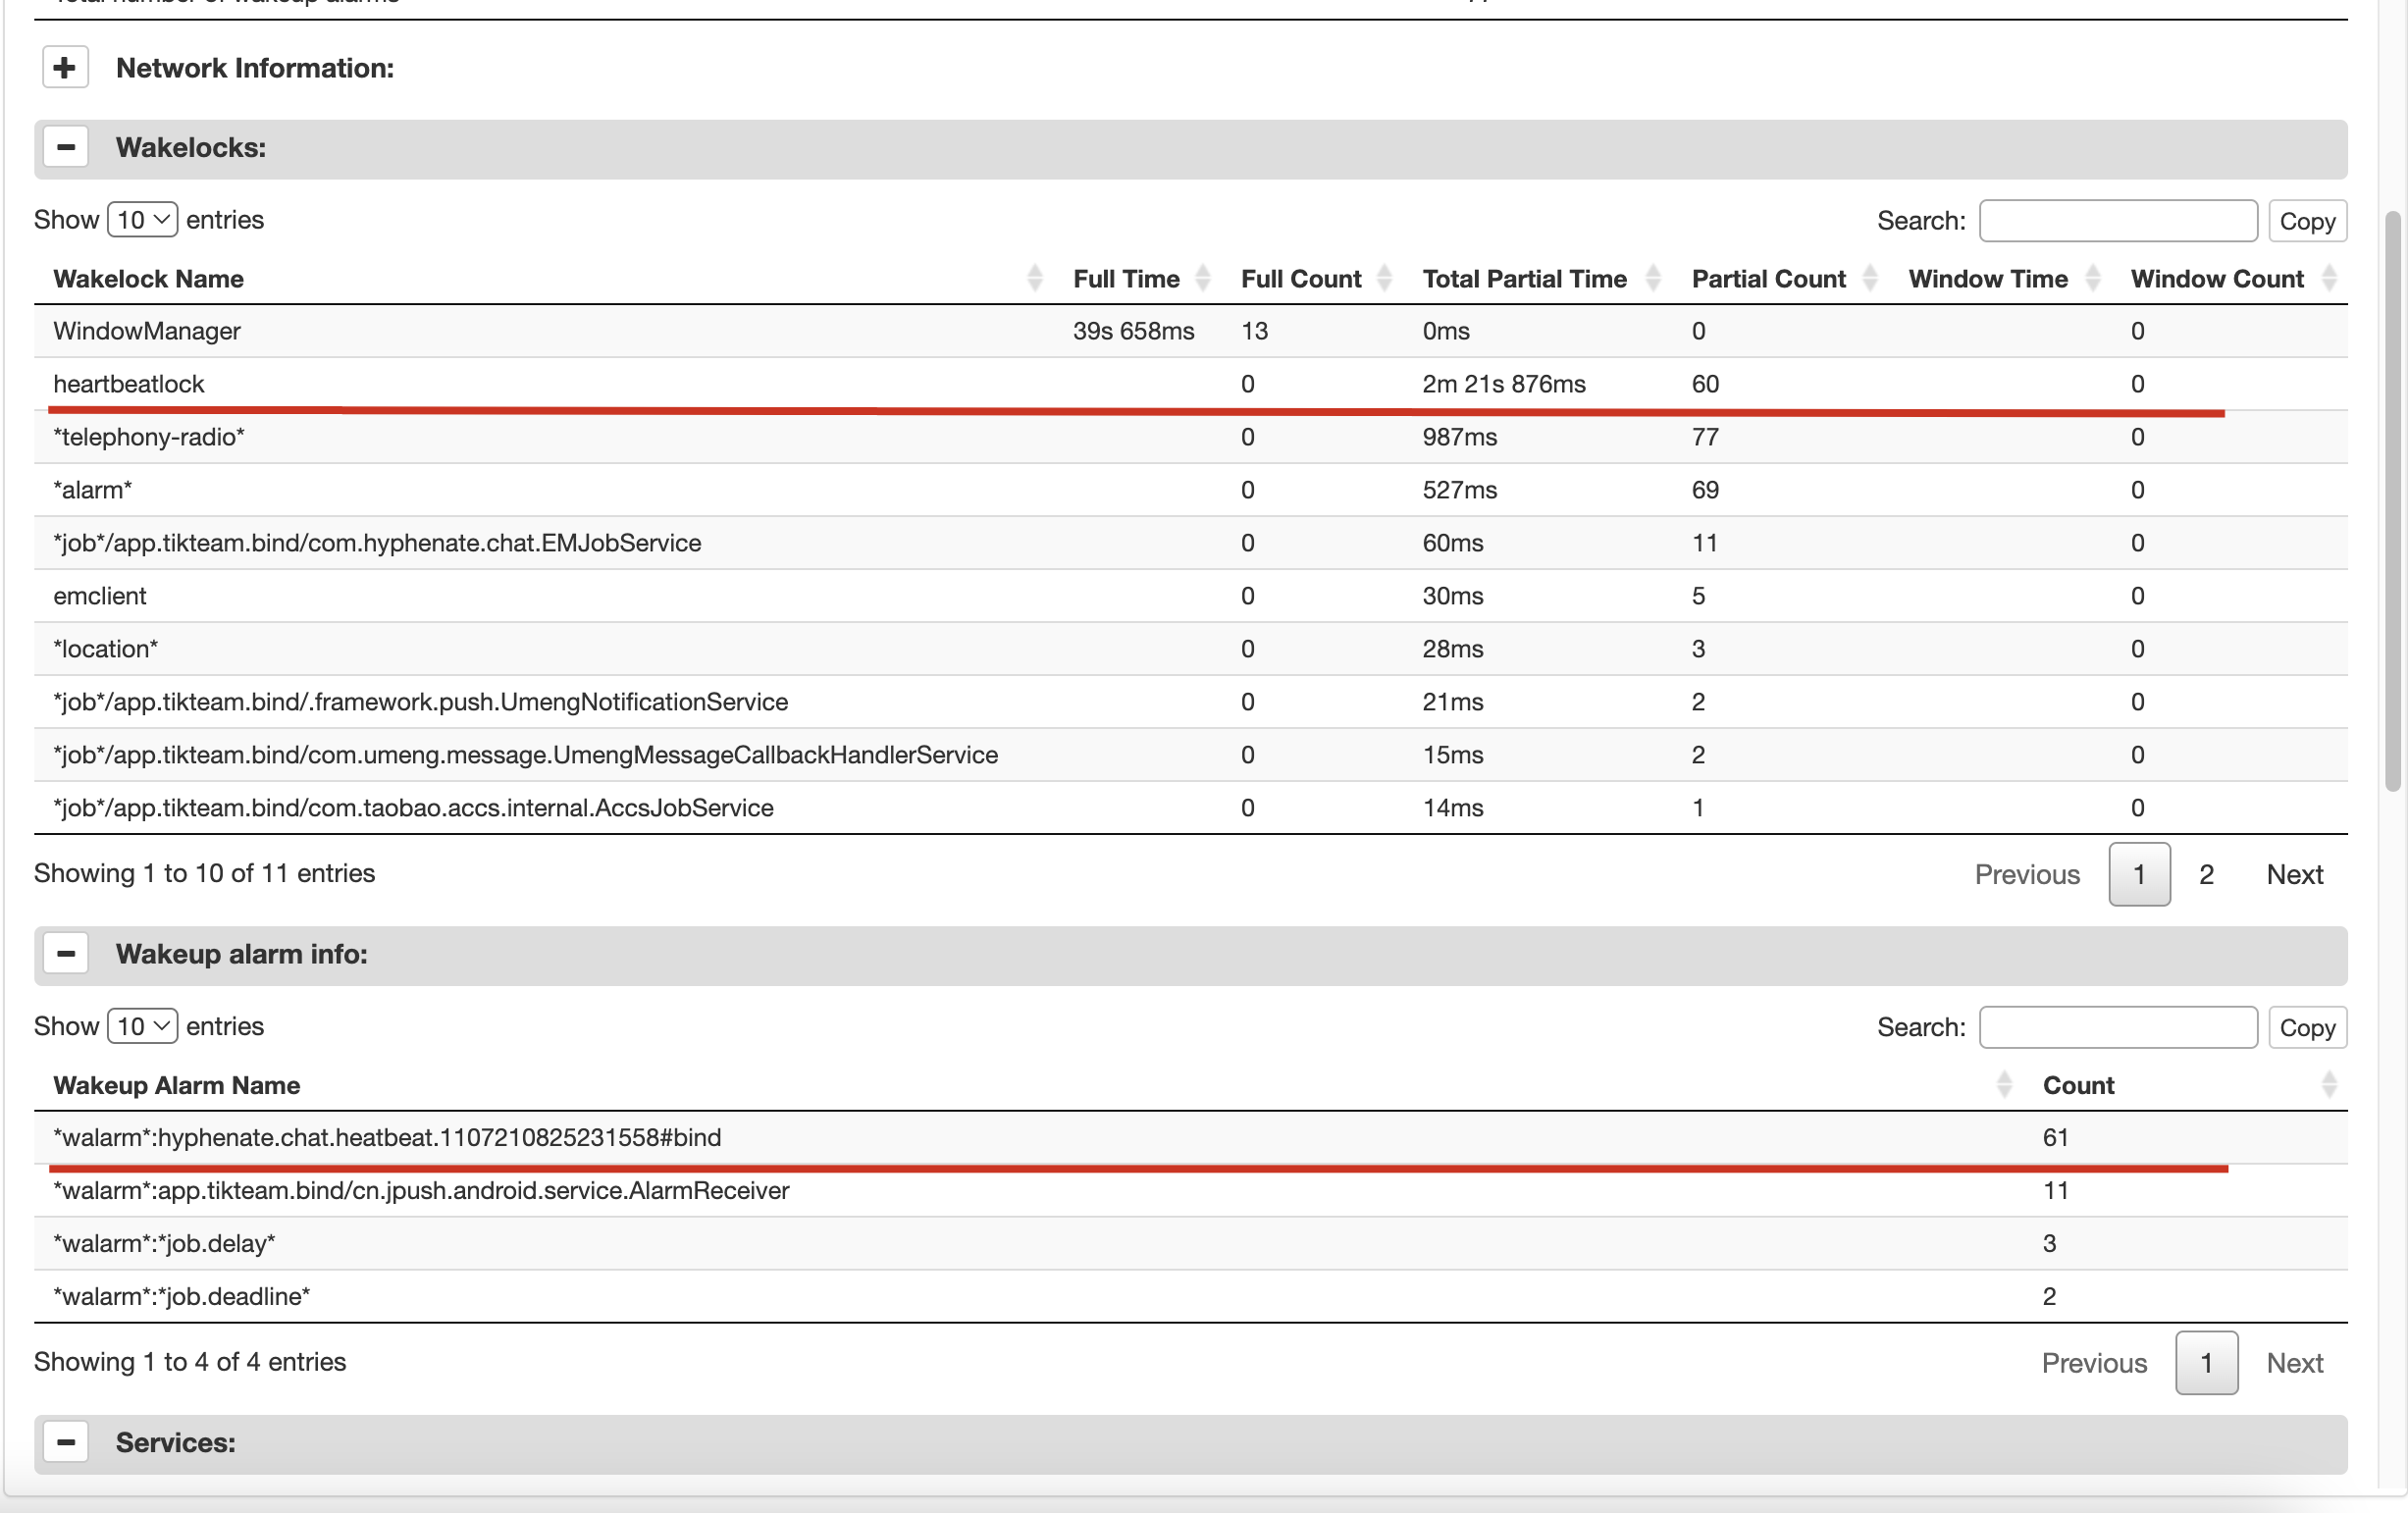 Total number of wakeup alarms
Network Information:
Wakelocks:
Show 10 entries Search: Copy
Wakelock Name Full Time Full Count Total Partial Time Partial Count Window Time Window Count
WindowManager 39s 658ms 13 0ms 0 0
heartbeatlock 0 2m 21s 876ms 60 0
*telephony-radio* 0 987ms 77 0
*alarm* 0 527ms 69 0
*job*/app.tikteam.bind/com.hyphenate.chat.EMJobService 0 60ms 11 0
emclient 0 30ms 5 0
*location* 0 28ms 3 0
*job*/app.tikteam.bind/.framework.push.UmengNotificationService 0 21ms 2 0
*job*/app.tikteam.bind/com.umeng.message.UmengMessageCallbackHandlerService 0 15ms 2 0
*job*/app.tikteam.bind/com.taobao.accs.internal.AccsJobService 0 14ms 1 0
Showing 1 to 10 of 11 entries Previous 1 2 Next
Wakeup alarm info:
Show 10 entries Search: Copy
Wakeup Alarm Name Count
*walarm*:hyphenate.chat.heatbeat.1107210825231558#bind 61
*walarm*:app.tikteam.bind/cn.jpush.android.service.AlarmReceiver 11
*walarm*:*job.delay* 3
*walarm*:*job.deadline* 2
Showing 1 to 4 of 4 entries Previous 1 Next
Services: